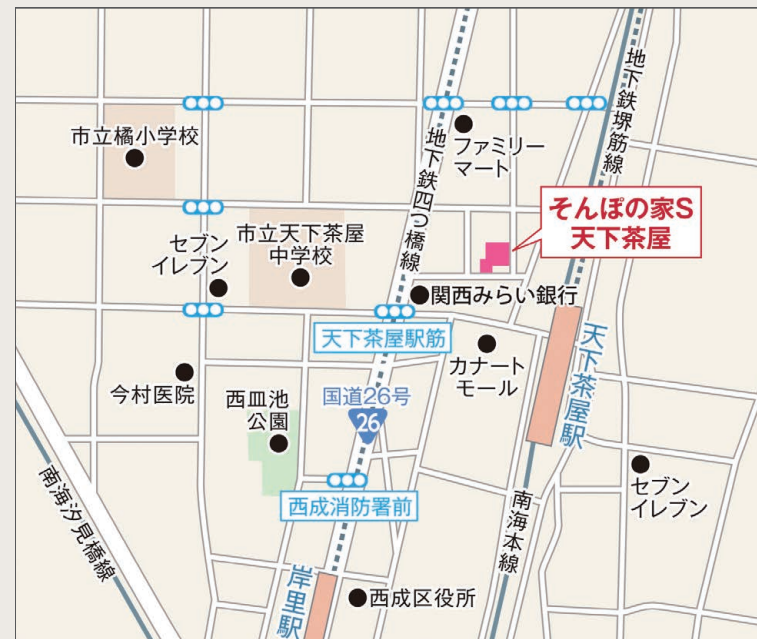 市立橘小学校
ファミリー
マート
地下鉄堺筋線
地下鉄四つ橋線
そんぽの家S
天下茶屋
セブン
イレブン
市立天下茶屋
中学校
関西みらい銀行
天下茶屋駅筋
カナート
モール
天下茶屋駅
今村医院
西皿池
公園
国道26号
26
セブン
イレブン
南海汐見橋線
西成消防署前
南海本線
岸里駅
西成区役所